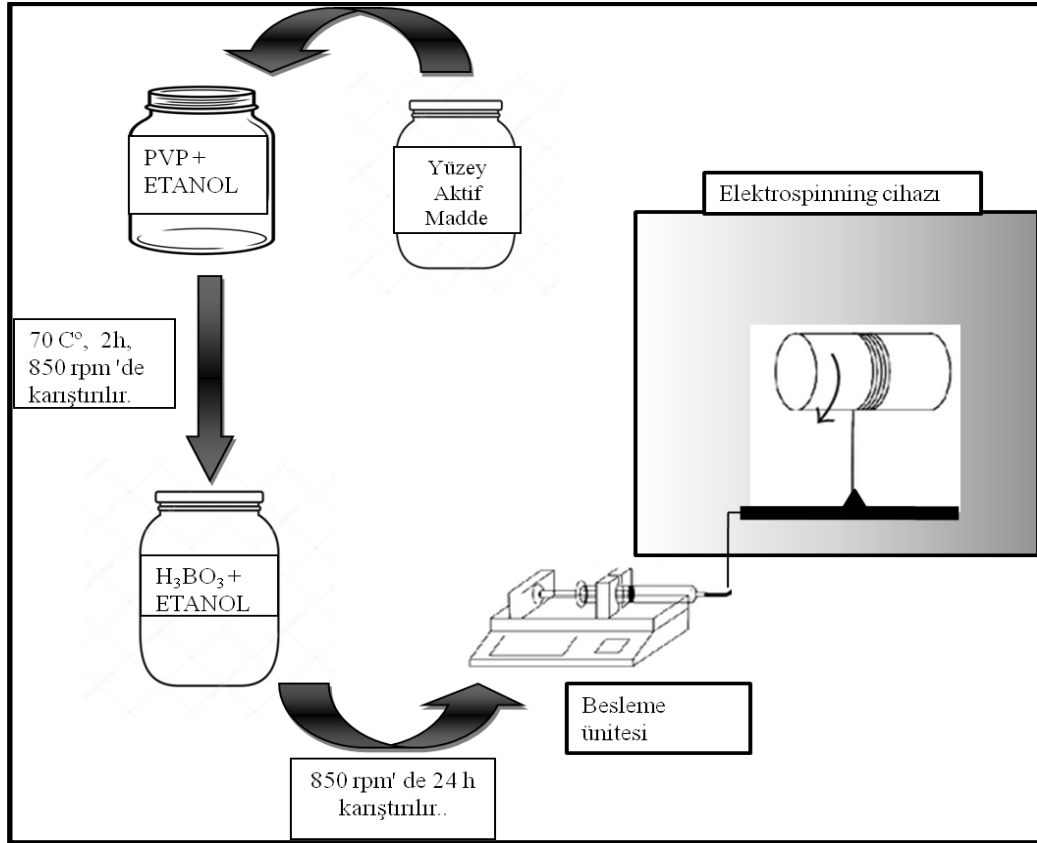 PVP +
ETANOL
Yüzey
Aktif
Madde
Elektrospinning cihazı
70 Cº, 2h,
850 rpm 'de
karıştırılır.
H₃BO₃ +
ETANOL
Besleme
ünitesi
850 rpm' de 24 h
karıştırılır..